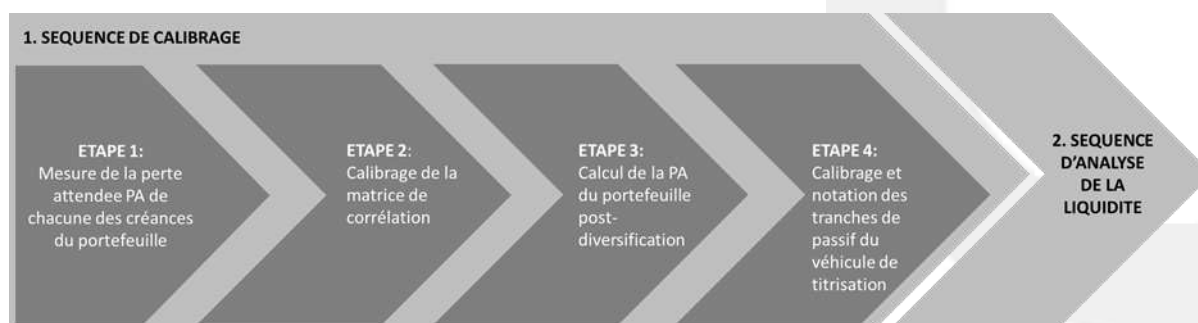 1. SEQUENCE DE CALIBRAGE
ETAPE 1:
Mesure de la perte
attendee PA de
chacune des créances
du portefeuille
ETAPE 2:
Calibrage de la
matrice de
corrélation
ETAPE 3:
Calcul de la PA
du portefeuille
post-
diversification
ETAPE 4:
Calibrage et
notation des
tranches de
passif du
véhicule de
titrisation
2. SEQUENCE
D'ANALYSE
DE LA
LIQUIDITE